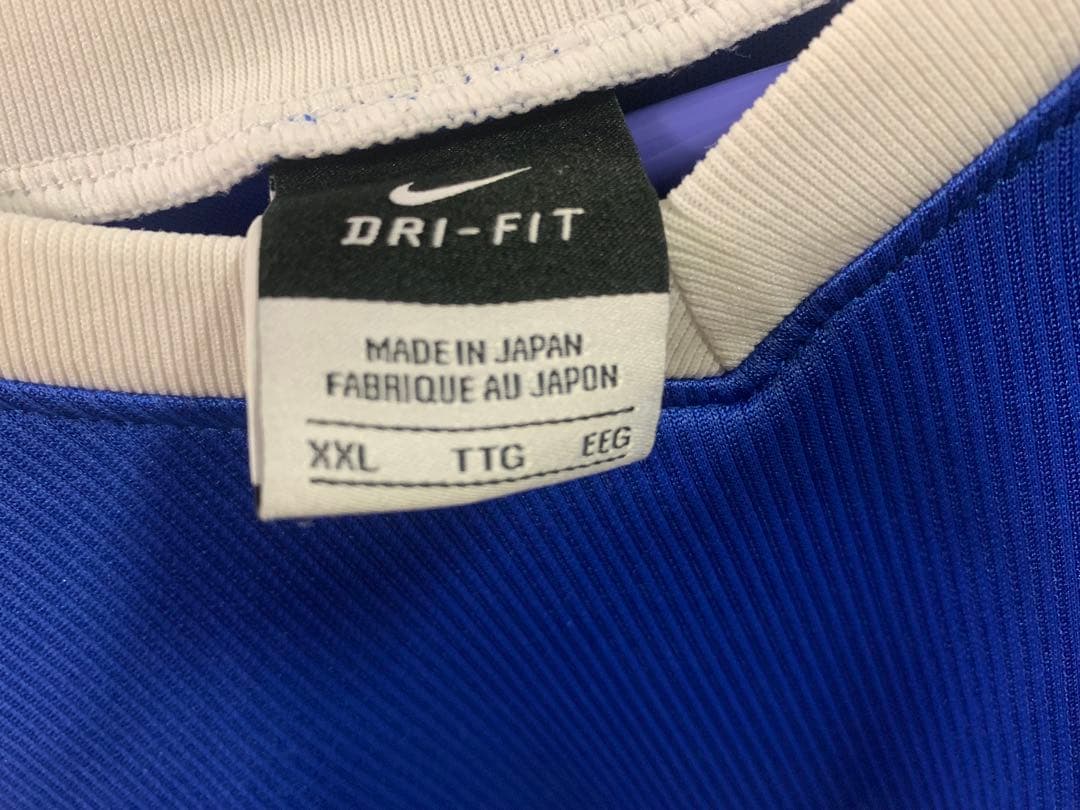 DRI-FIT
MADE IN JAPAN
FABRIQUE AU JAPON
XXL TTG EEG